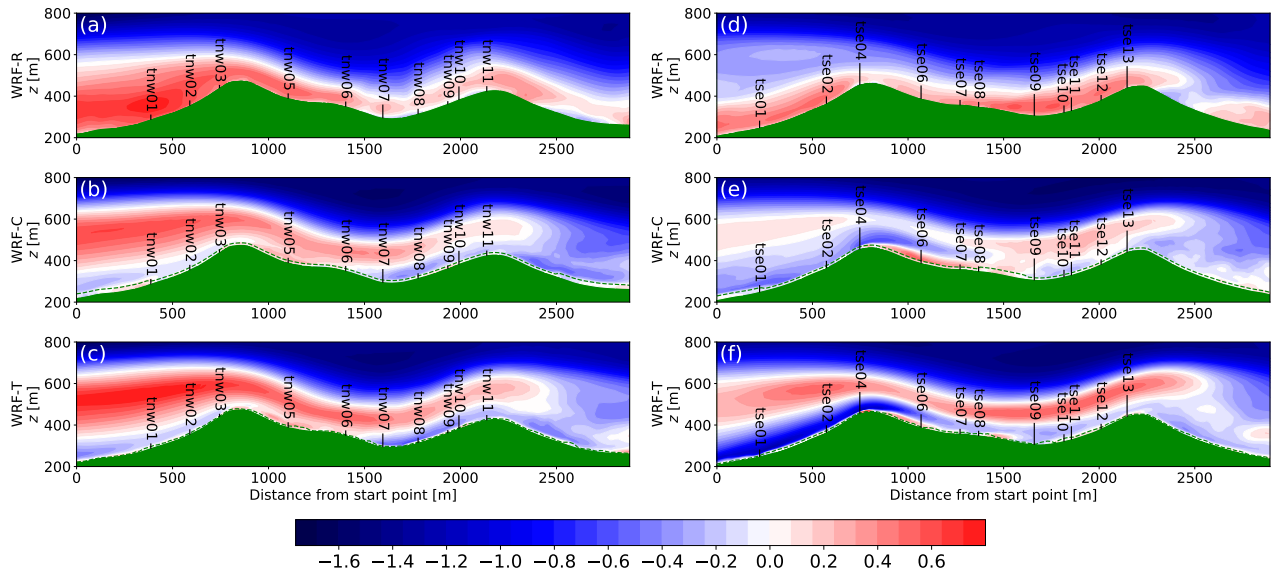 (a)
WRF-R
z [m]
800
600
400
200
0
500
1000
1500
2000
2500
tnw01
tnw02
tnw03
tnw05
tnw06
tnw07
tnw08
tnw09
tnw10
tnw11
(d)
WRF-R
z [m]
800
600
400
200
0
500
1000
1500
2000
2500
tse01
tse02
tse04
tse06
tse07
tse08
tse09
tse10
tse11
tse12
tse13
(b)
WRF-C
z [m]
800
600
400
200
0
500
1000
1500
2000
2500
tnw01
tnw02
tnw03
tnw05
tnw06
tnw07
tnw08
tnw09
tnw10
tnw11
(e)
WRF-C
z [m]
800
600
400
200
0
500
1000
1500
2000
2500
tse01
tse02
tse04
tse06
tse07
tse08
tse09
tse10
tse11
tse12
tse13
(c)
WRF-T
z [m]
800
600
400
200
0
500
1000
1500
2000
2500
tnw01
tnw02
tnw03
tnw05
tnw06
tnw07
tnw08
tnw09
tnw10
tnw11
Distance from start point [m]
(f)
WRF-T
z [m]
800
600
400
200
0
500
1000
1500
2000
2500
tse01
tse02
tse04
tse06
tse07
tse08
tse09
tse10
tse11
tse12
tse13
Distance from start point [m]
−1.6 −1.4 −1.2 −1.0 −0.8 −0.6 −0.4 −0.2 0.0 0.2 0.4 0.6